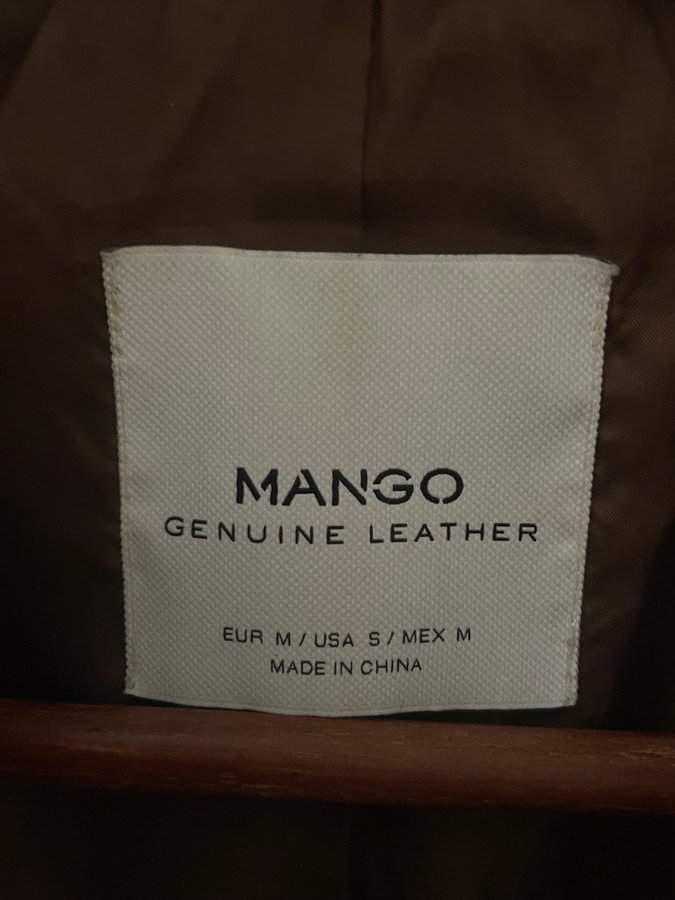 MANGO
GENUINE LEATHER
EUR M / USA S / MEX M
MADE IN CHINA